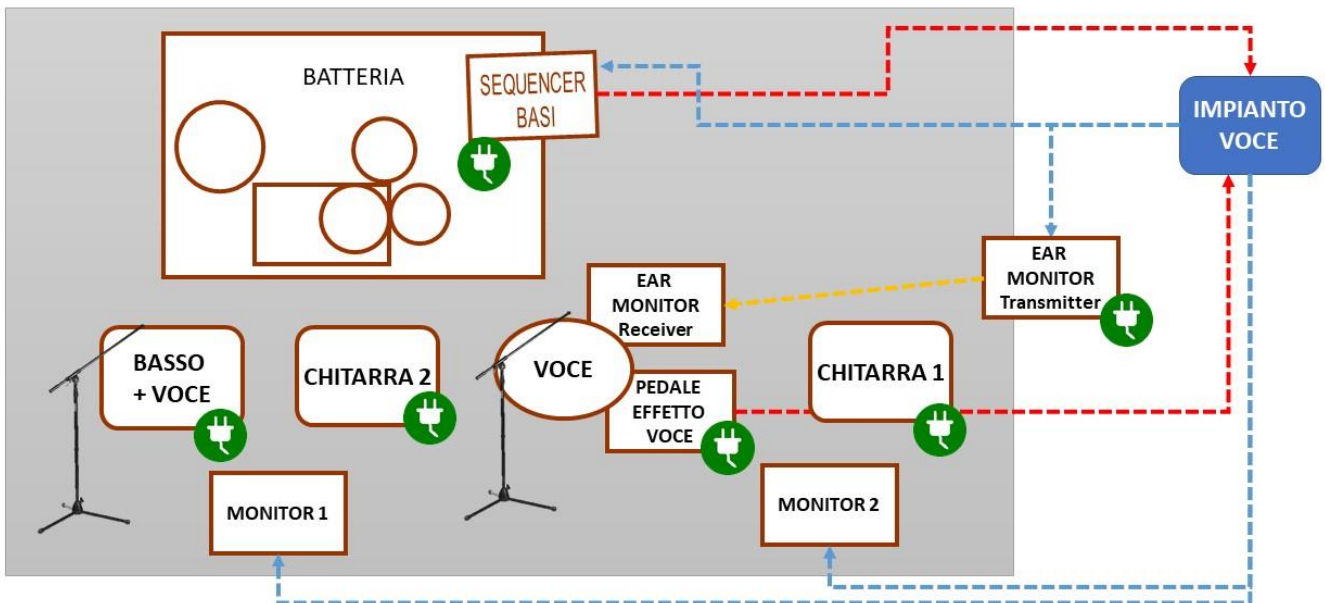 BATTERIA
SEQUENCER
BASI
IMPIANTO
VOCE
EAR
MONITOR
Receiver
EAR
MONITOR
Transmitter
BASSO
+ VOCE
CHITARRA 2
VOCE
PEDALE
EFFETTO
VOCE
CHITARRA 1
MONITOR 1
MONITOR 2